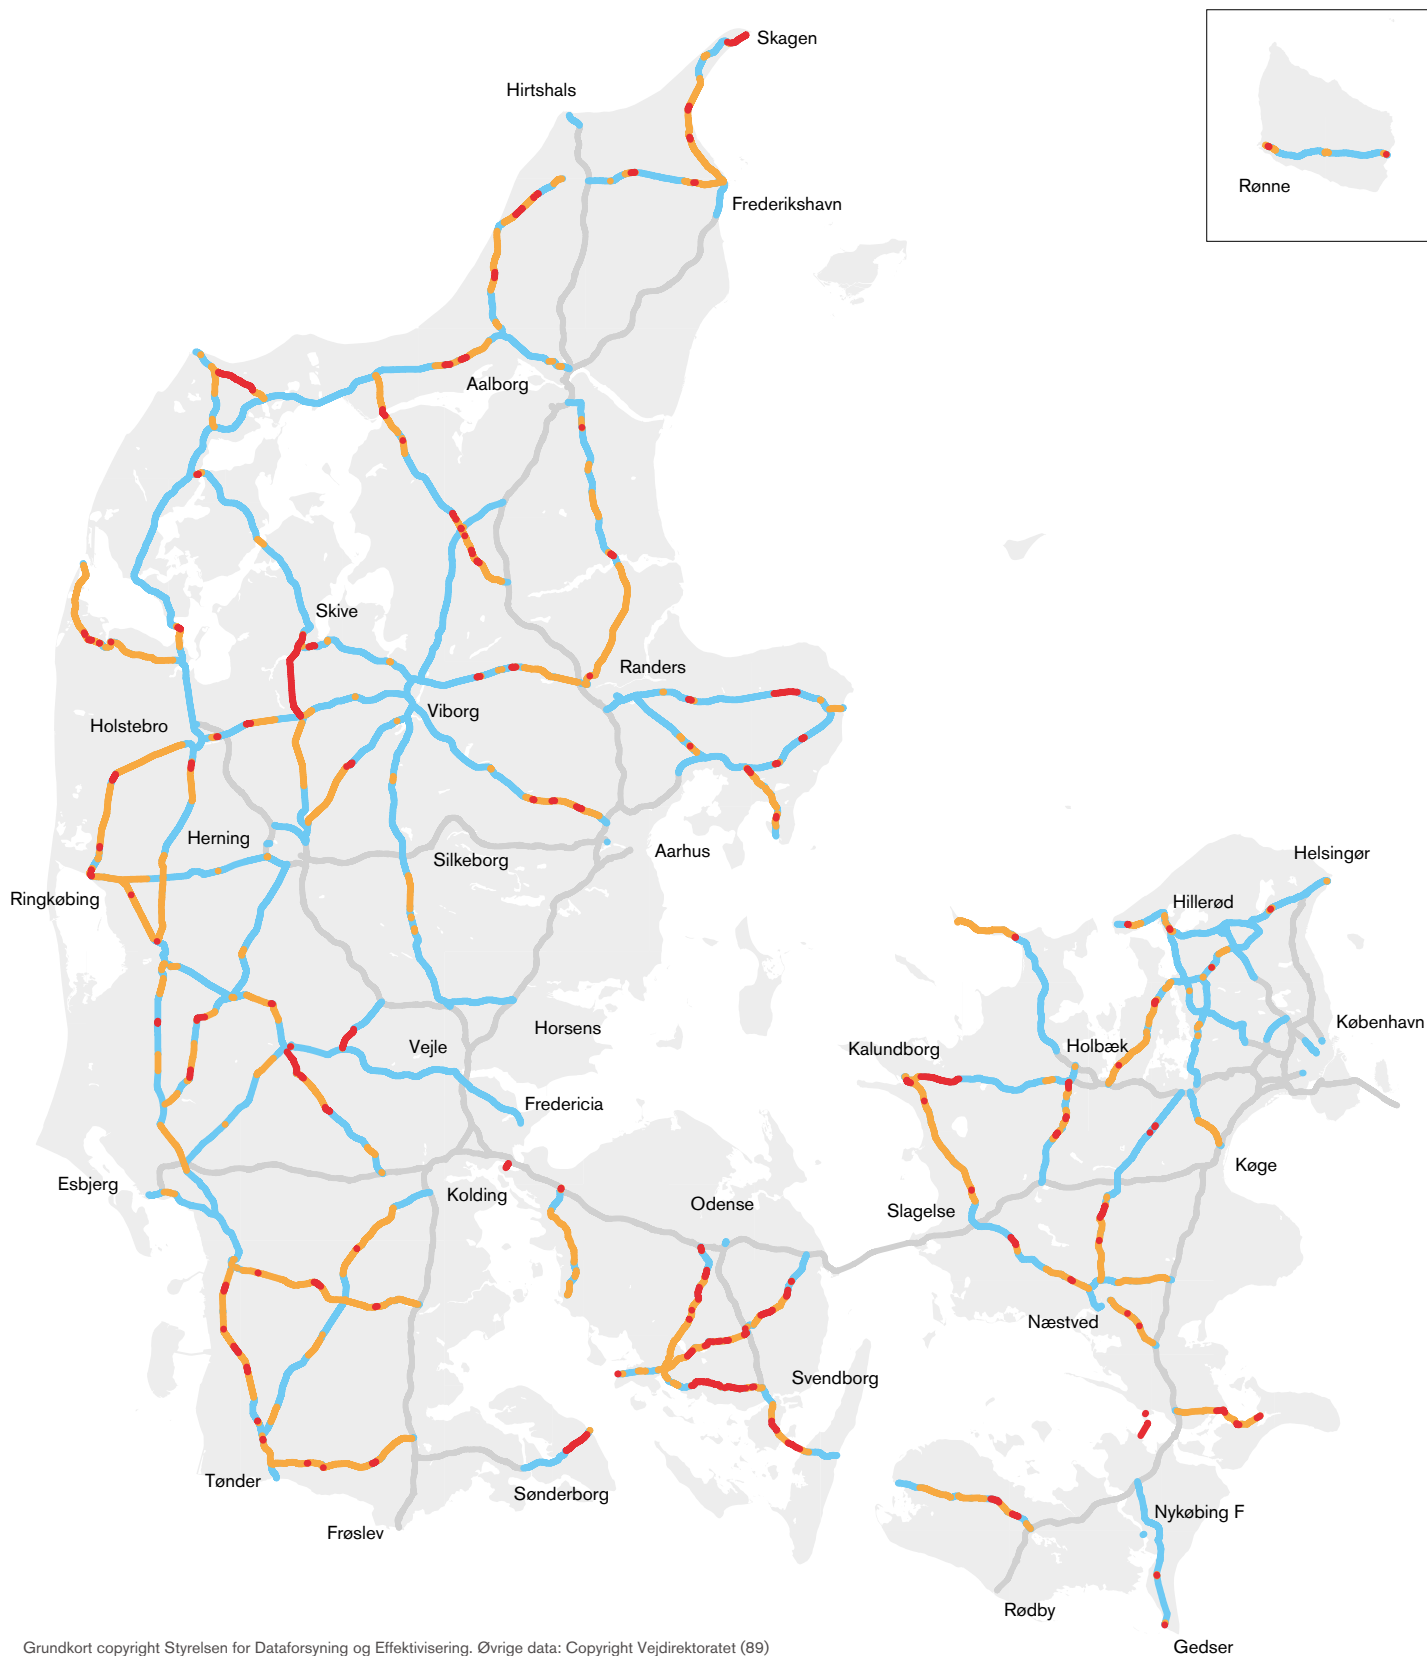 Skagen
Hirtshals
Rønne
Frederikshavn
Aalborg
Skive
Randers
Holstebro
Viborg
Herning
Silkeborg
Aarhus
Helsingør
Ringkøbing
Hillerød
Horsens
København
Vejle
Kalundborg
Holbæk
Fredericia
Køge
Esbjerg
Kolding
Odense
Slagelse
Næstved
Svendborg
Tønder
Sønderborg
Nykøbing F
Frøslev
Rødby
Gedser
Grundkort copyright Styrelsen for Dataforsyning og Effektivisering. Øvrige data: Copyright Vejdirektoratet (89)